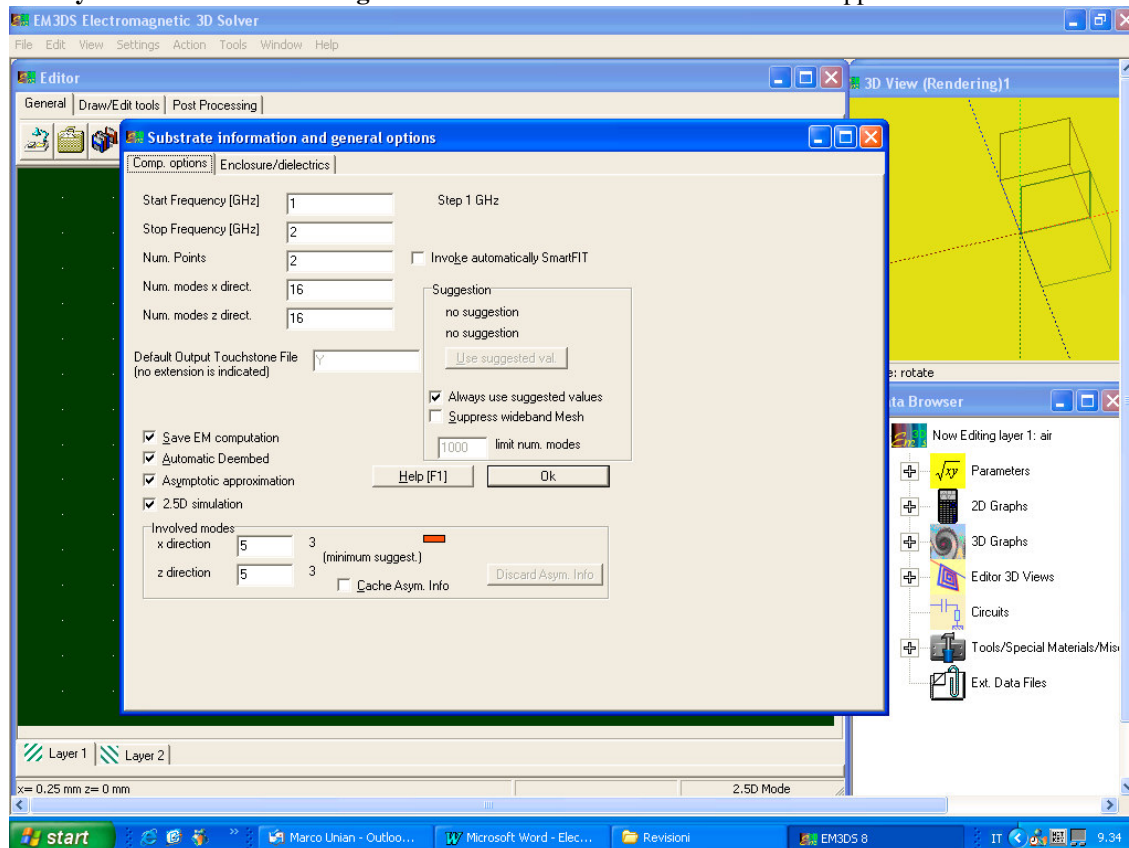 EM3DS Electromagnetic 3D Solver
File Edit View Settings Action Tools Window Help
Editor
3D View (Rendering)1
General Draw/Edit tools Post Processing
Substrate information and general options
Comp. options Enclosure/dielectrics
Start Frequency [GHz] 1 Step 1 GHz
Stop Frequency [GHz] 2
Num. Points 2 Invoke automatically SmartFIT
Num. modes x direct. 16 Suggestion
no suggestion
Num. modes z direct. 16
no suggestion
Default Output Touchstone File Y Use suggested val.
(no extension is indicated)
e: rotate
Always use suggested values
ta Browser
Suppress wideband Mesh
Save EM computation 1000 limit num. modes
Now Editing layer 1: air
Automatic Deembed
Asymptotic approximation Help [F1] Ok
√xy Parameters
2.5D simulation
2D Graphs
Involved modes
x direction 5 3
(minimum suggest.)
3D Graphs
z direction 5 3 Discard Asym. Info
Cache Asym. Info
Editor 3D Views
Circuits
Tools/Special Materials/Mis
Ext. Data Files
Layer 1 Layer 2
x= 0.25 mm z= 0 mm 2.5D Mode
start Marco Unian - Outloo... Microsoft Word - Elec... Revisioni EM3DS 8 IT 9.34